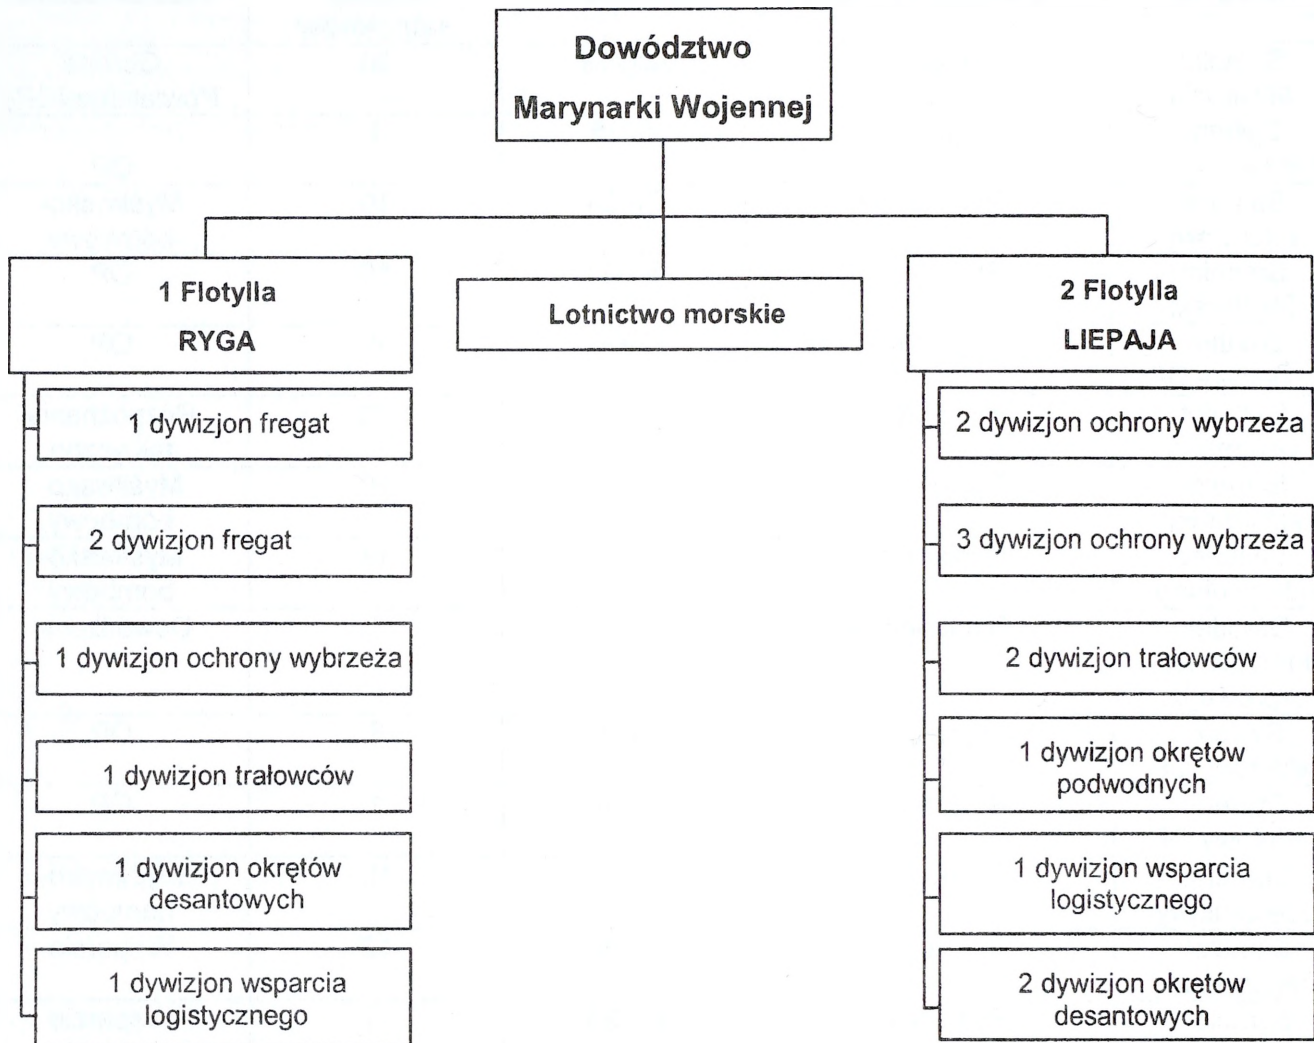 Dowództwo
Marynarki Wojennej
1 Flotylla
RYGA
Lotnictwo morskie
2 Flotylla
LIEPAJA
1 dywizjon fregat
2 dywizjon fregat
1 dywizjon ochrony wybrzeża
1 dywizjon trałowców
1 dywizjon okrętów
desantowych
1 dywizjon wsparcia
logistycznego
2 dywizjon ochrony wybrzeża
3 dywizjon ochrony wybrzeża
2 dywizjon trałowców
1 dywizjon okrętów
podwodnych
1 dywizjon wsparcia
logistycznego
2 dywizjon okrętów
desantowych